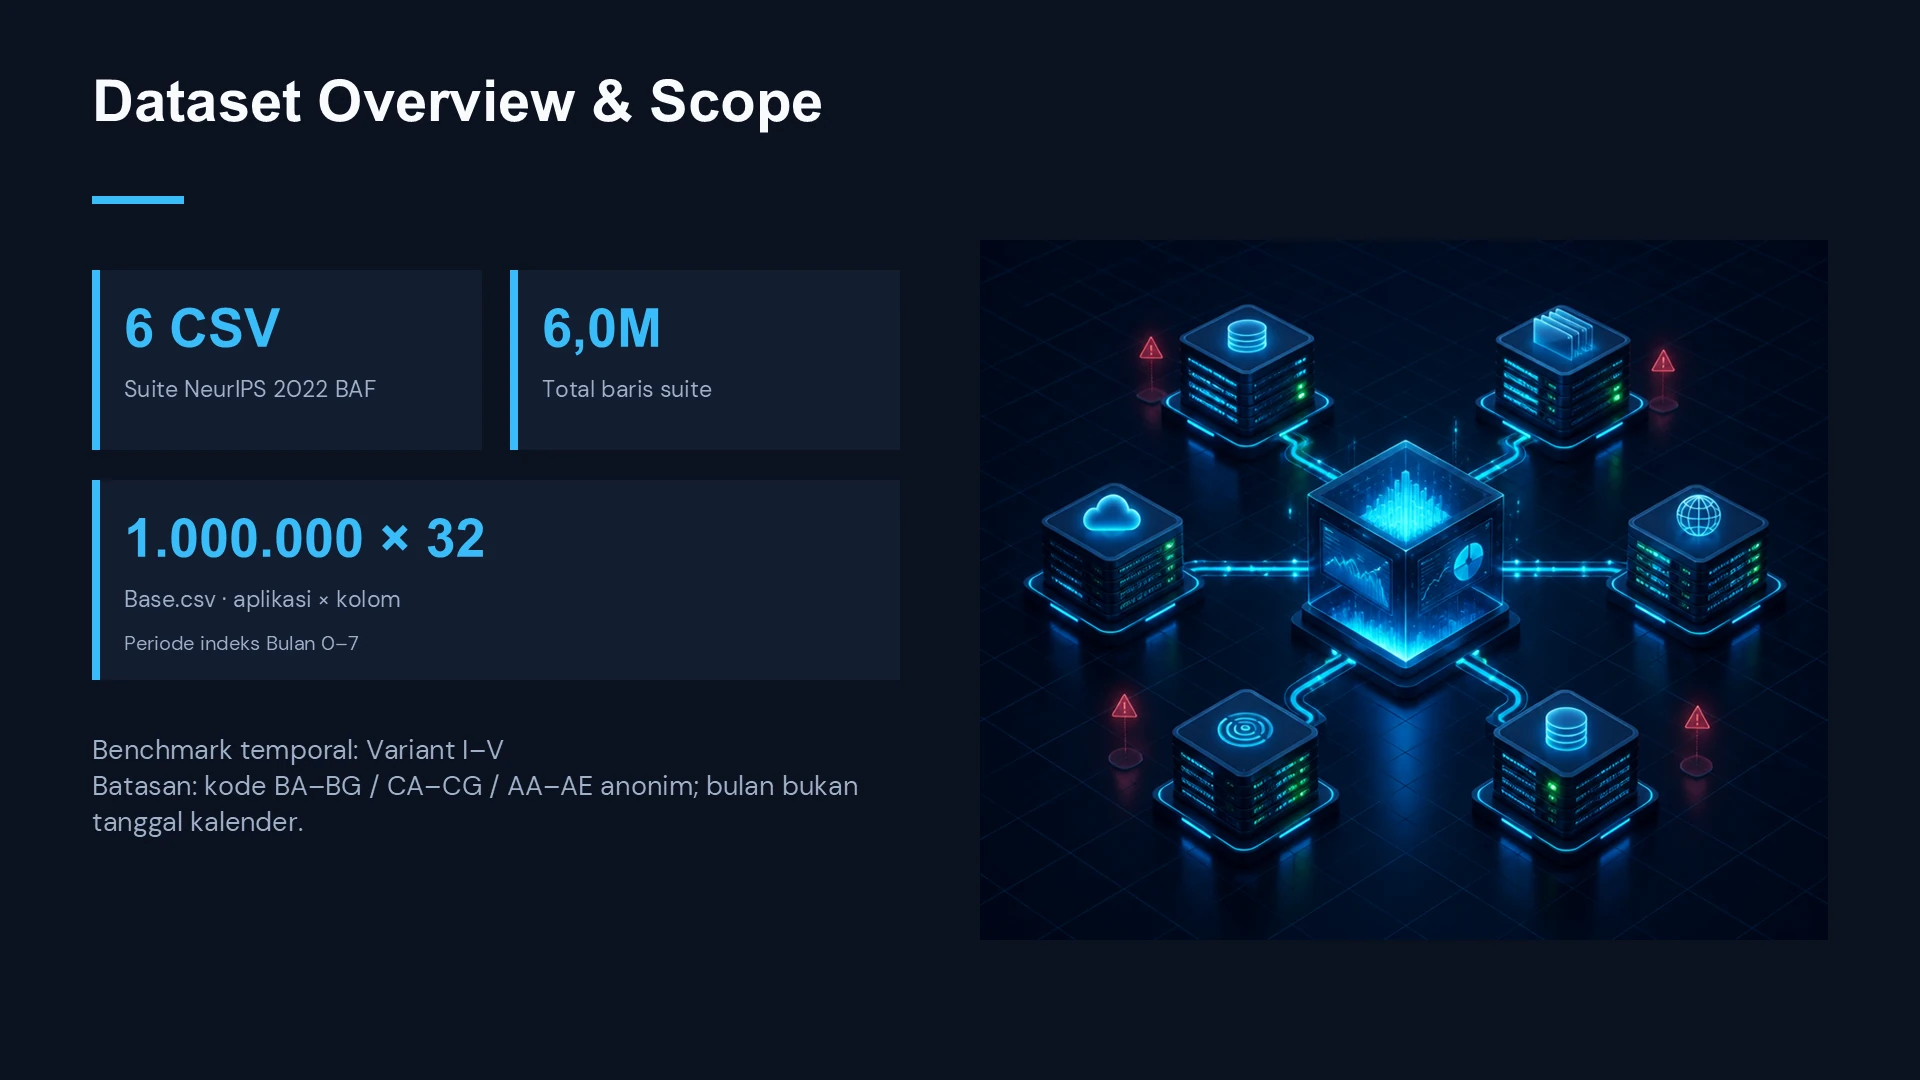 Dataset Overview & Scope
6 CSV
Suite NeurIPS 2022 BAF
6,0M
Total baris suite
1.000.000 × 32
Base.csv · aplikasi × kolom
Periode indeks Bulan 0–7
Benchmark temporal: Variant I–V
Batasan: kode BA–BG / CA–CG / AA–AE anonim; bulan bukan
tanggal kalender.